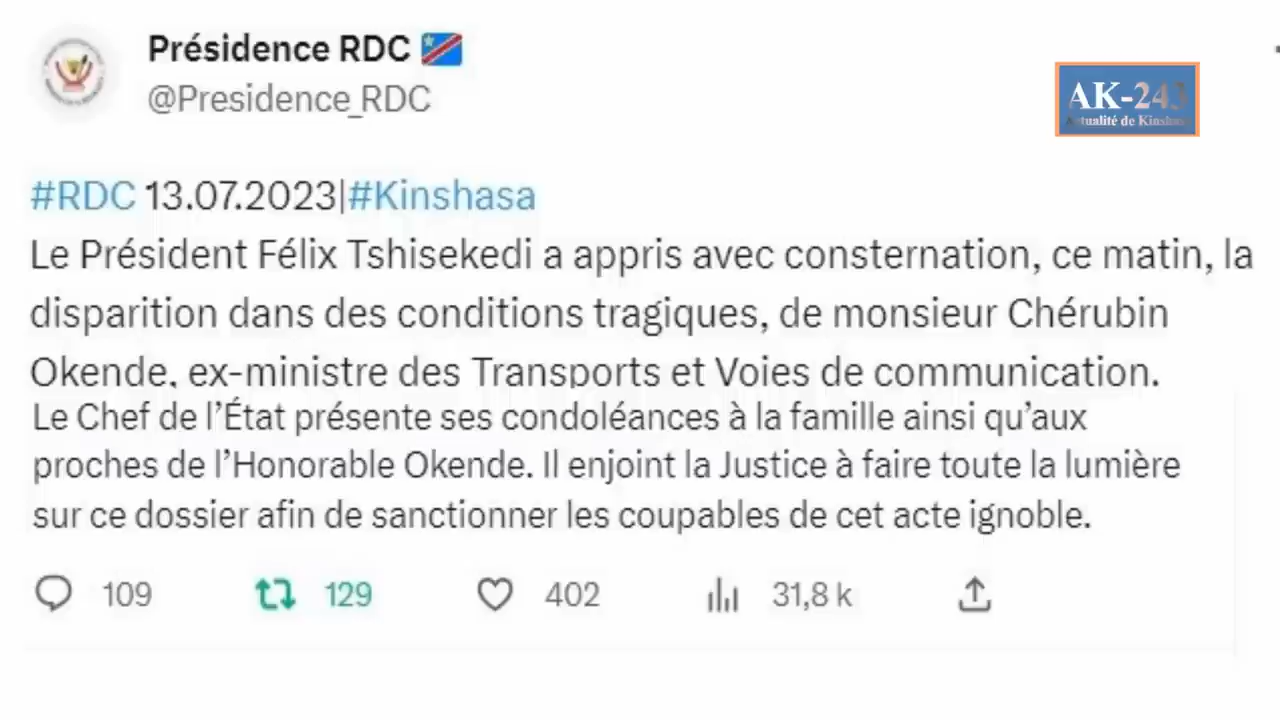 Présidence RDC
@Presidence_RDC
AK-243
Actualité de Kinshasa
#RDC 13.07.2023|#Kinshasa
Le Président Félix Tshisekedi a appris avec consternation, ce matin, la
disparition dans des conditions tragiques, de monsieur Chérubin
Okende, ex-ministre des Transports et Voies de communication.
Le Chef de l’État présente ses condoléances à la famille ainsi qu’aux
proches de l’Honorable Okende. Il enjoint la Justice à faire toute la lumière
sur ce dossier afin de sanctionner les coupables de cet acte ignoble.
109 129 402 31,8 k